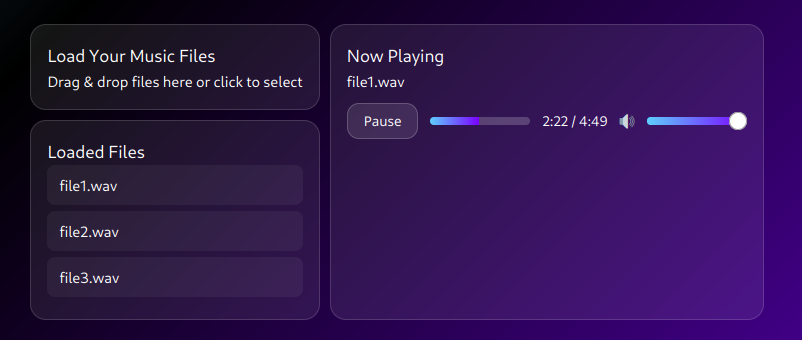 Load Your Music Files
Drag & drop files here or click to select
Loaded Files
file1.wav
file2.wav
file3.wav
Now Playing
file1.wav
Pause
2:22 / 4:49